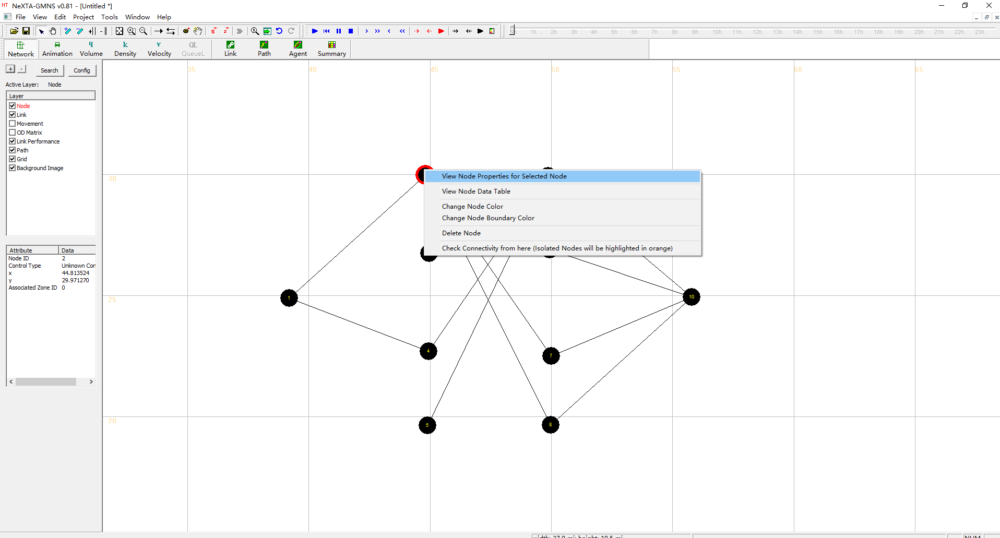 NT NeXTA-GMNS v0.81 - [Untitled *]
File View Edit Project Tools Window Help
1h. 2h. 3h. 4h. 5h. 6h. 7h. 8h. 9h. 10h. 11h. 12h. 13h. 14h. 15h. 16h. 17h. 18h. 19h. 20h. 21h. 22h. 23h.
q k v QL
Network Animation Volume Density Velocity QueueL Link Path Agent Summary
+ - Search Config
Active Layer: Node
Layer
Node
Link
Movement
OD Matrix
Link Performance
Path
Grid
Background Image
Attribute Data
Node ID 2
Control Type Unknown Con
x 44.813524
y 29.971270
Associated Zone ID 0
35 40 45 50 55 60 65
30
25
20
View Node Properties for Selected Node
View Node Data Table
Change Node Color
Change Node Boundary Color
Delete Node
Check Connectivity from here (Isolated Nodes will be highlighted in orange)
1
10
4
7
5
8
width: 37.0 mi; height: 19.5 mi
NUM